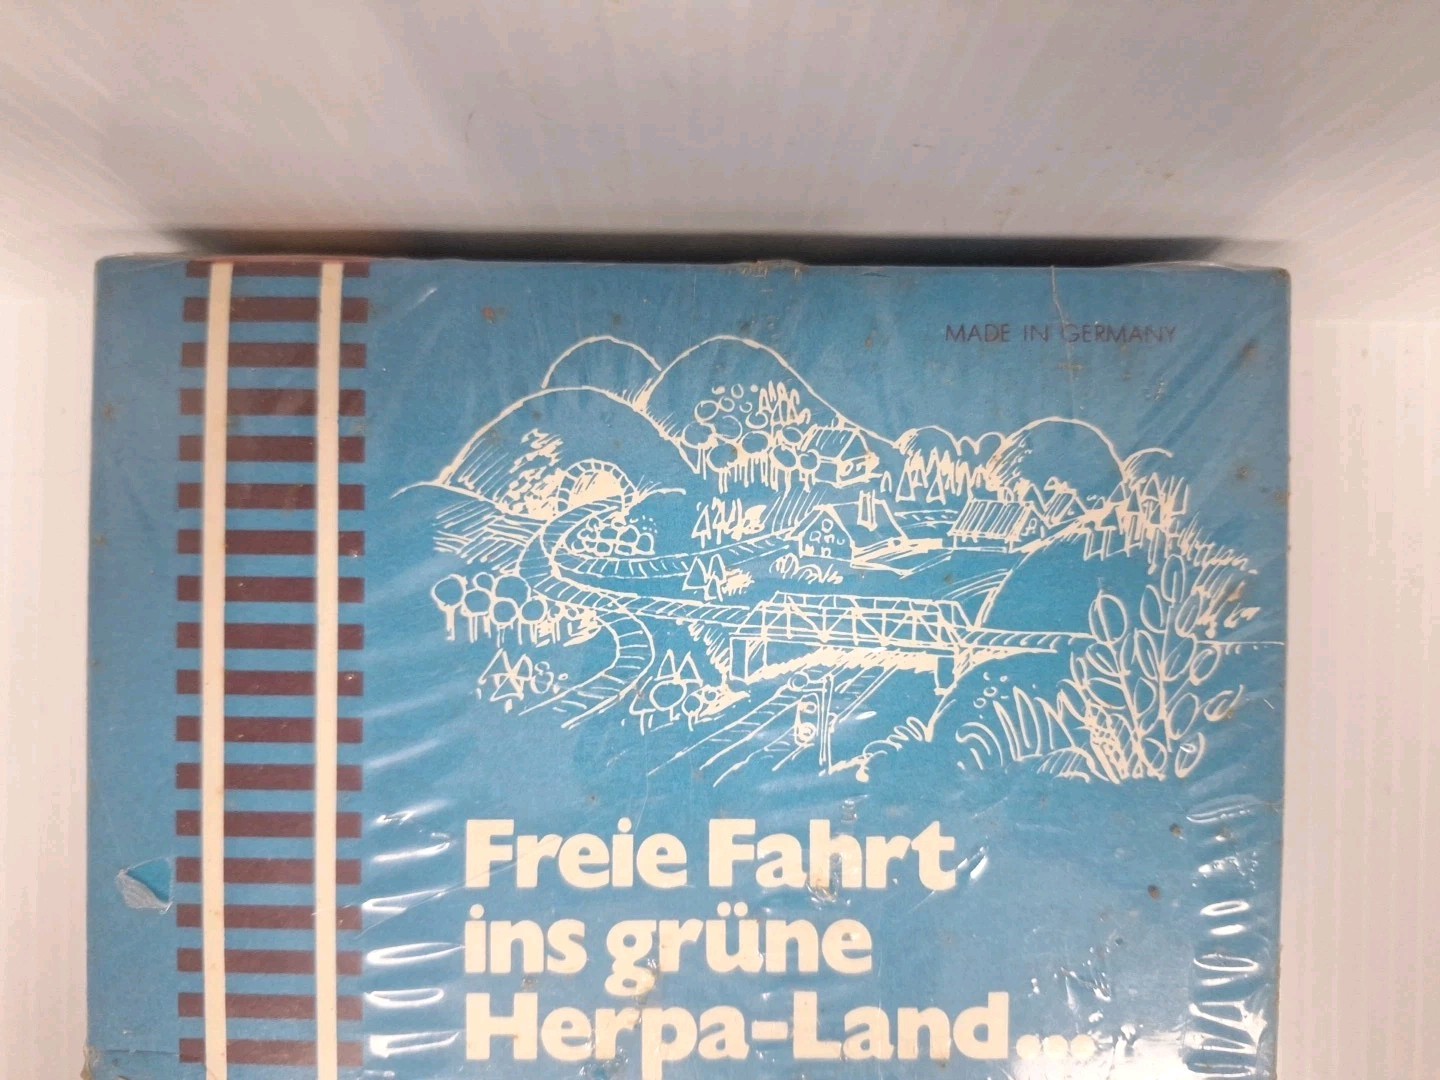 MADE IN GERMANY
Freie Fahrt
ins grüne
Herpa-Land...